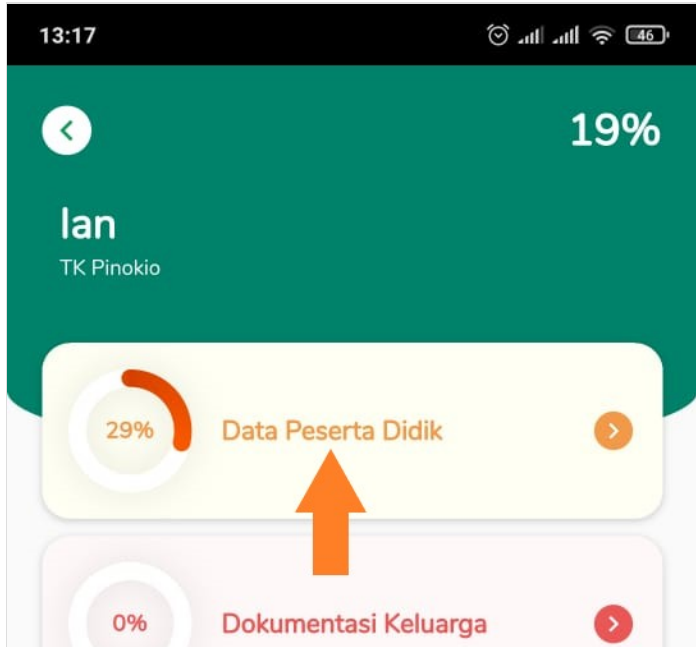 13:17
46
19%
Ian
TK Pinokio
29%
Data Peserta Didik
0%
Dokumentasi Keluarga